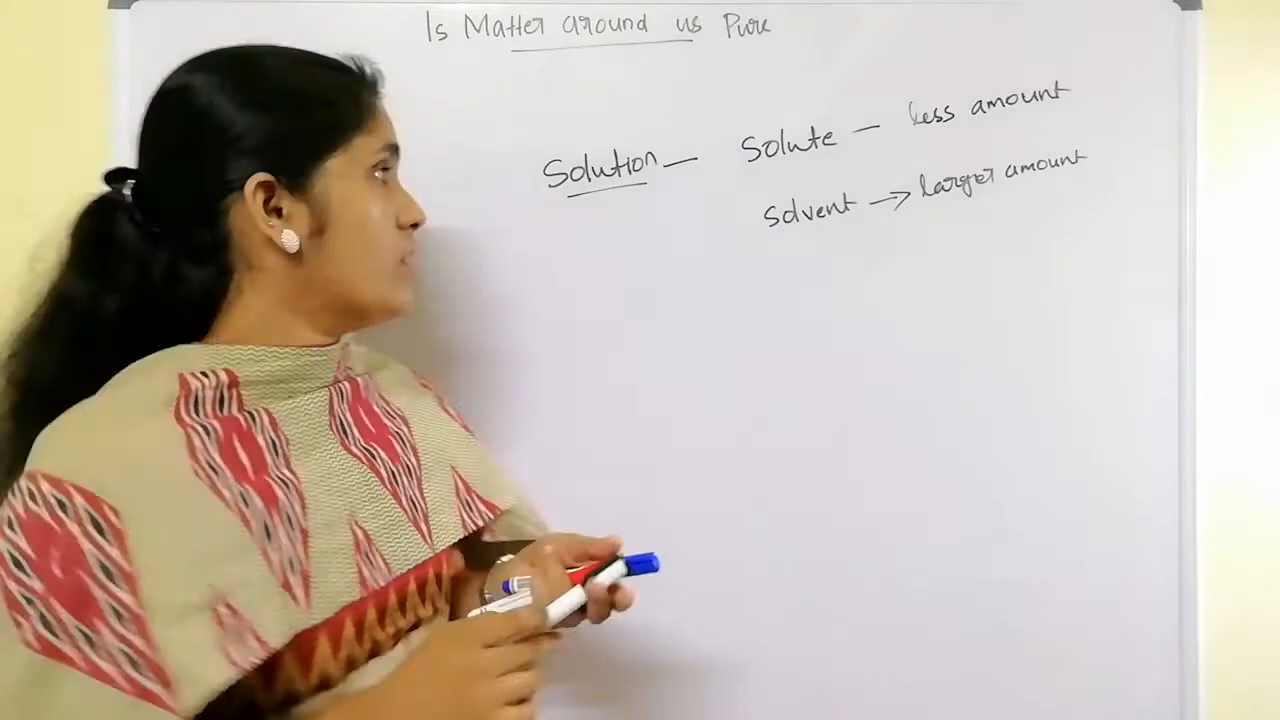 Is Matter around us Pure
Solution — Solute — less amount
Solvent → larger amount